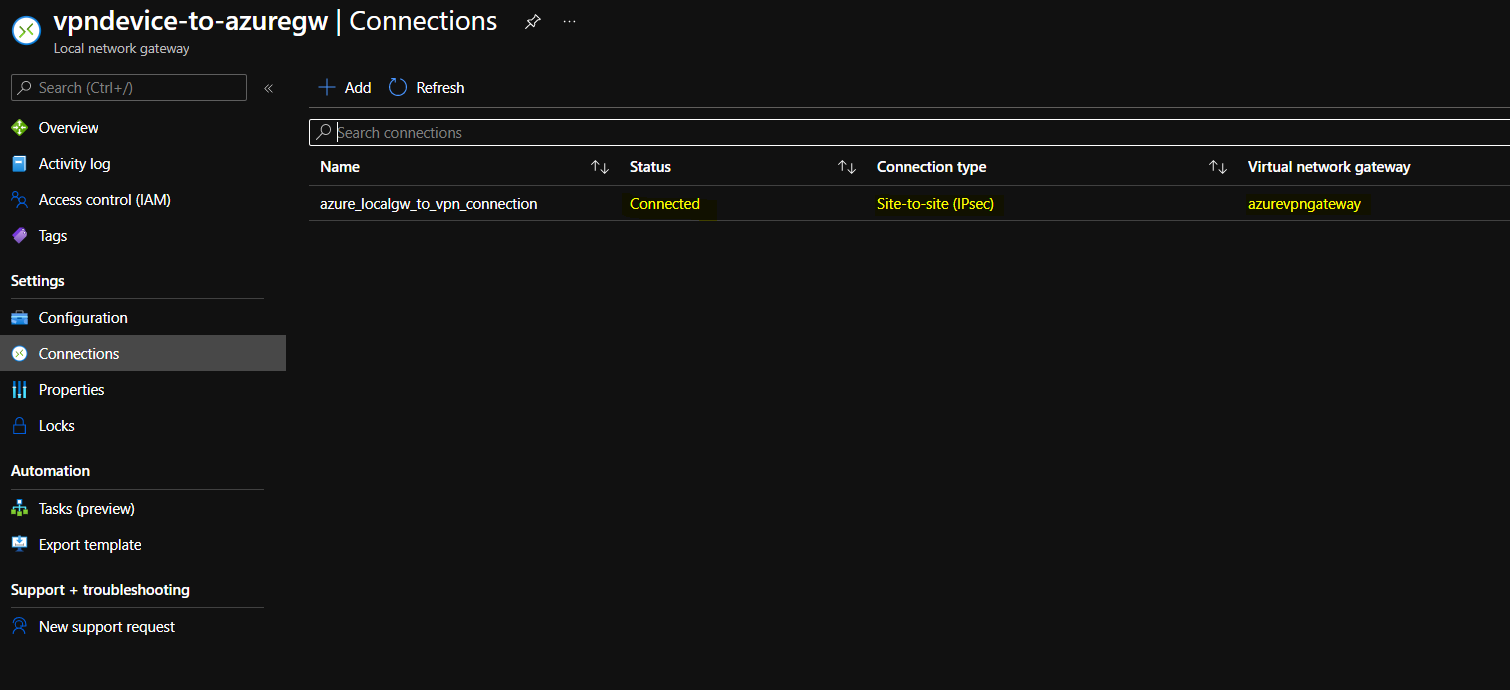 vpndevice-to-azuregw | Connections
Local network gateway
Search (Ctrl+/)
Overview
Activity log
Access control (IAM)
Tags
Settings
Configuration
Connections
Properties
Locks
Automation
Tasks (preview)
Export template
Support + troubleshooting
New support request
Add Refresh
Search connections
Name Status Connection type Virtual network gateway
azure_localgw_to_vpn_connection Connected Site-to-site (IPsec) azurevpngateway